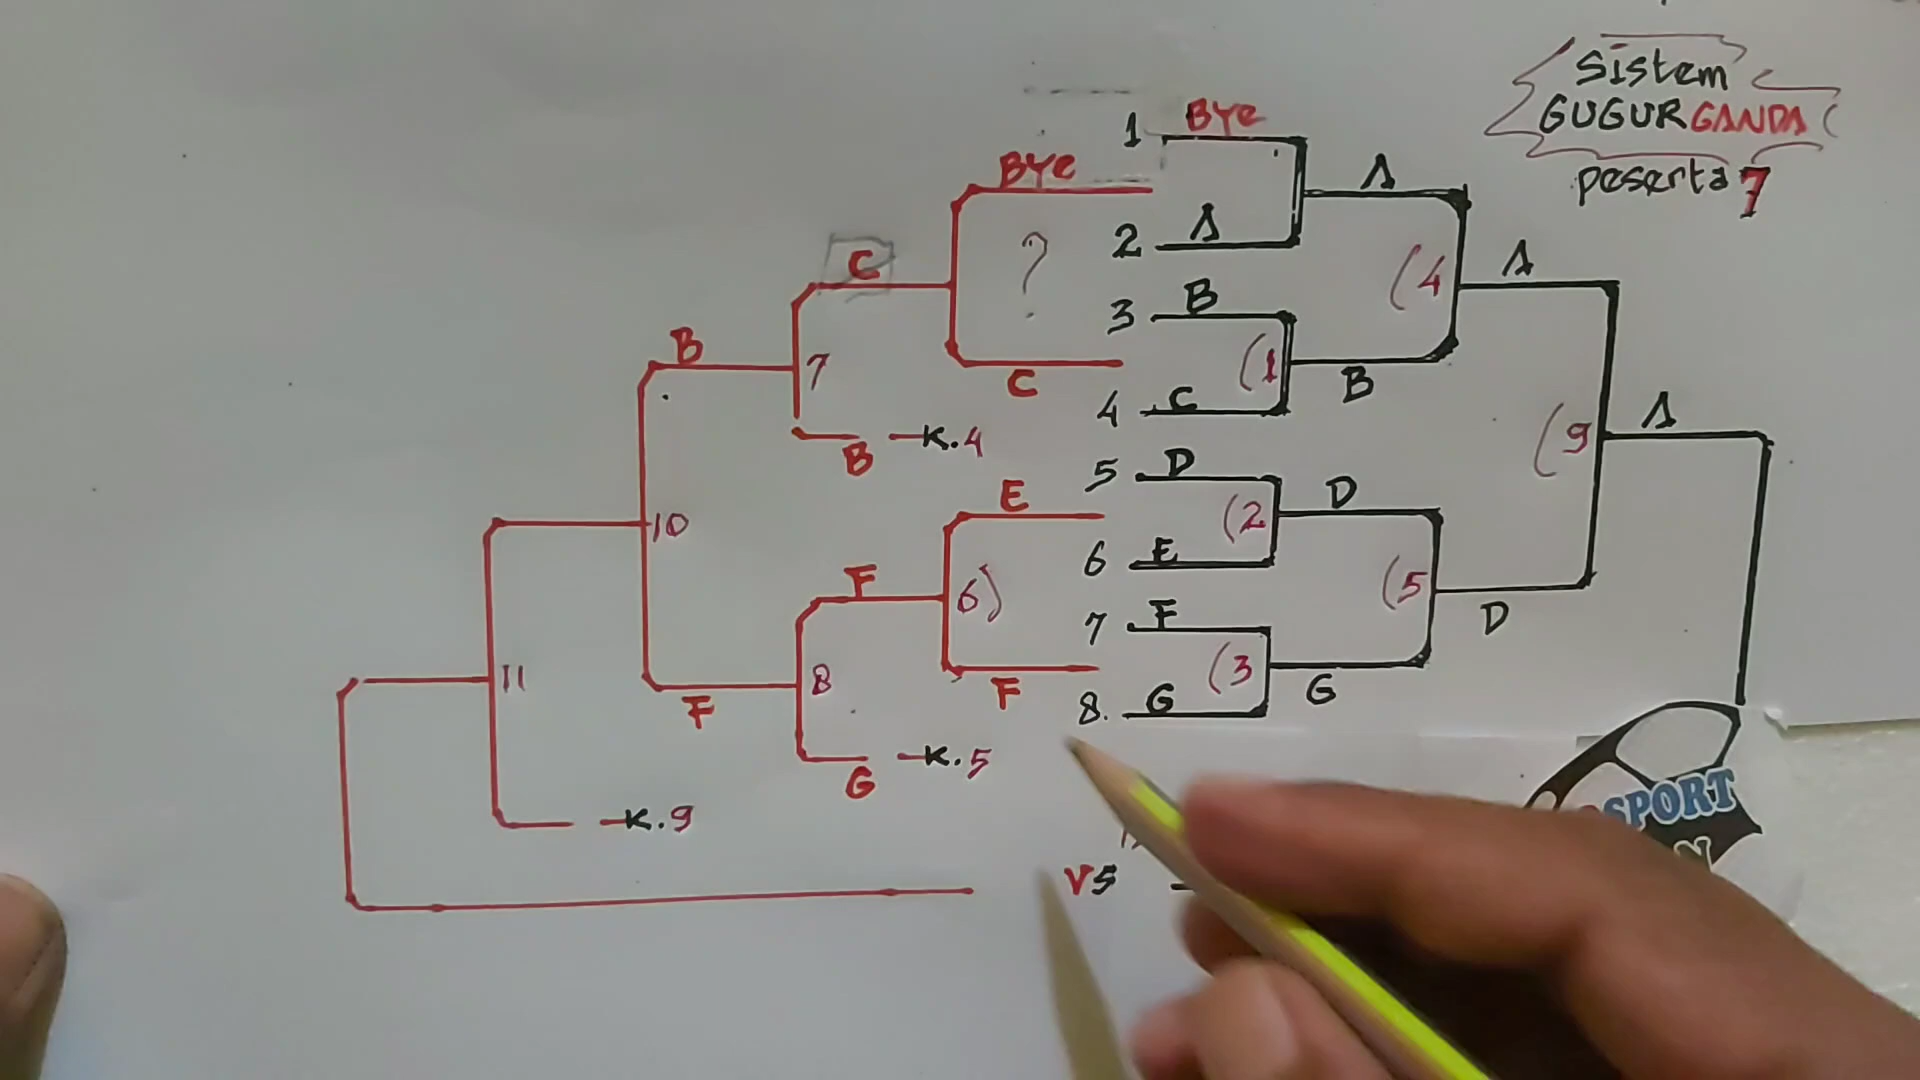 Sistem
GUGUR GANDA
peserta 7
1 Bye
Bye
A
2 A
C
?
3 B
(4
A
B
7
C
4 C
(1
B
B
K.4
5 D
(9
A
E
(2
D
10
6 E
F
6)
(5
7 F
D
11
F
8
F
(3
G
8. G
G
K.5
K.9
VS
SPORT
N